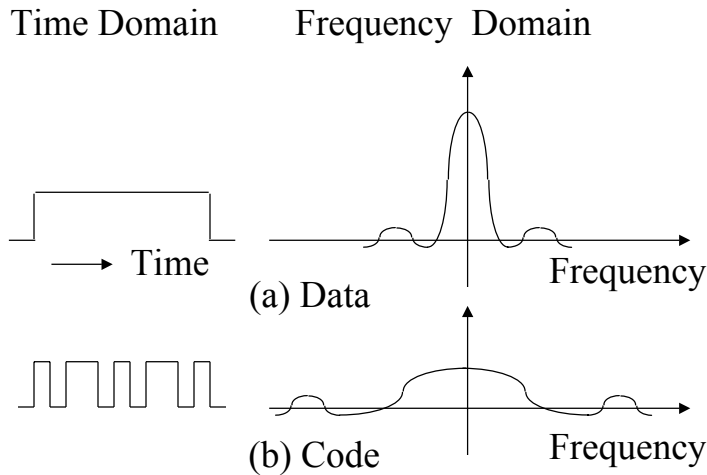 Time Domain
Frequency Domain
Time
Frequency
(a) Data
(b) Code
Frequency